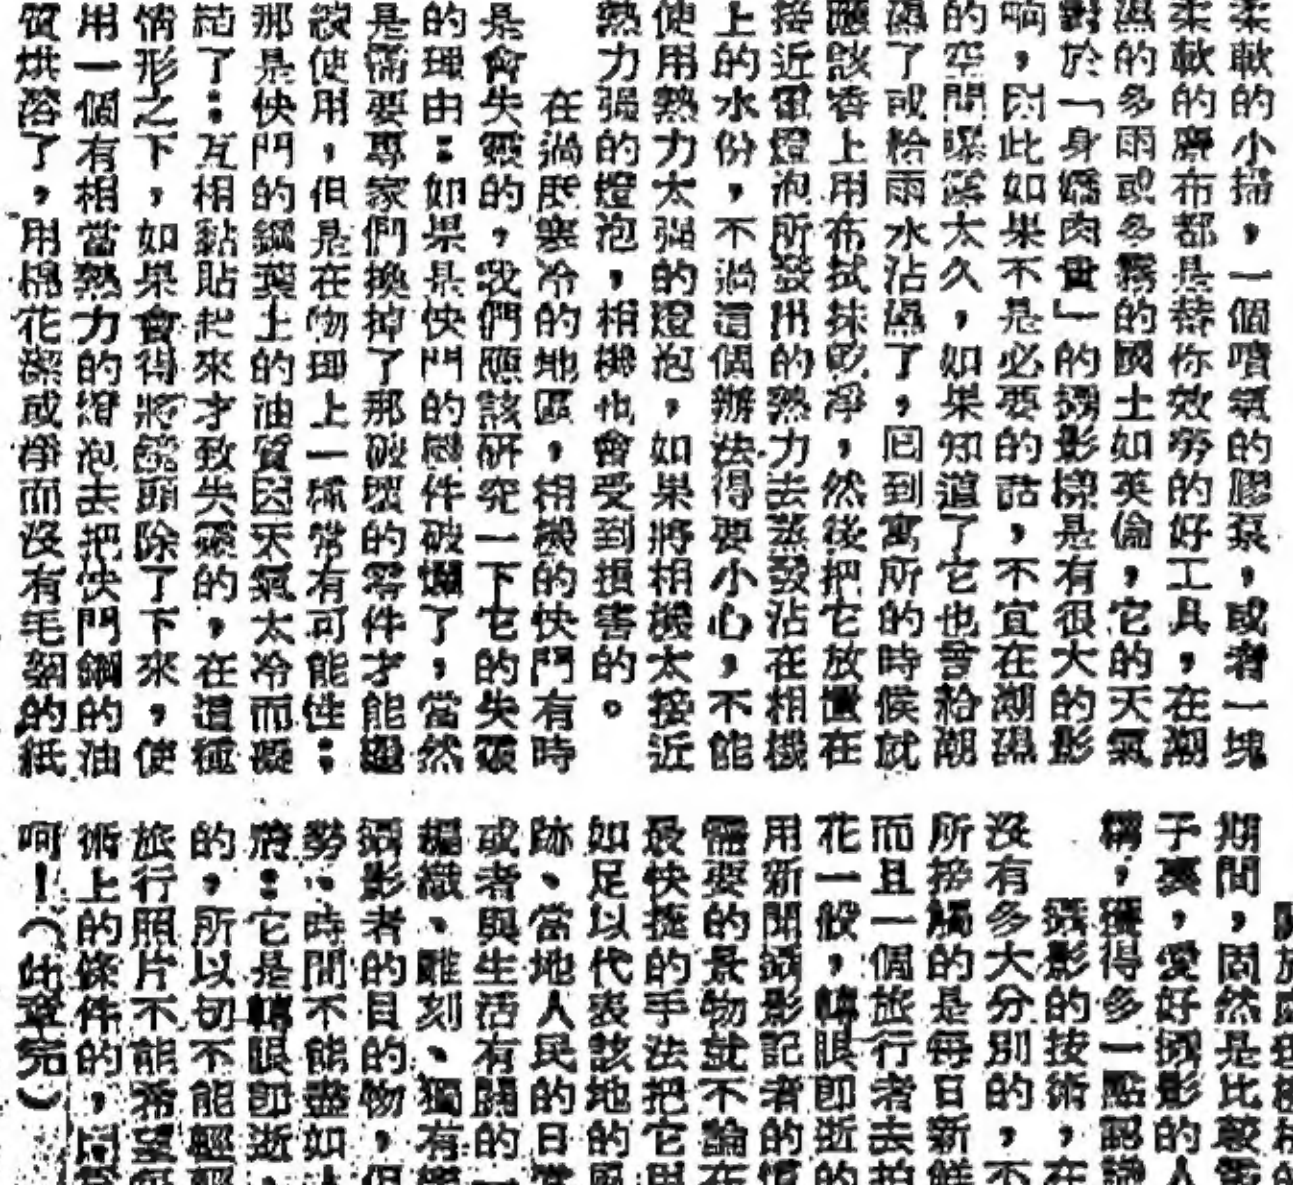 柔軟的小掃，一個噴氣的膠泵，或者一塊
柔軟的廢布都是替你效勞的好工具，在潮
濕的多雨或多霧的國土如英倫，它的天氣
對於「身嬌肉貴」的攝影機是有很大的影
响，因此如果不是必要的話，不宜在潮濕
的空間曝露太久，如果知道了它也曾給潮
濕了或給雨水沾濕了，回到寓所的時候就
應該替上用布拭抹乾淨，然後把它放置在
接近電燈泡所發出的熱力去蒸發沾在相機
上的水份，不過這個辦法得要小心，不能
使用熱力太强的燈泡，如果將相機太接近
熱力强的燈泡，相機也會受到損害的。
在過度寒冷的地區，相機的快門有時
是會失靈的，我們應該研究一下它的失靈
的理由：如果是快門的機件破爛了，當然
是需要專家們換掉了那破壞的零件才能繼
續使用，但是在物理上一樣常有可能性：
那是快門的鋼葉上的油質因天氣太冷而凝
結了：互相黏貼起來才致失靈的，在這種
情形之下，如果會得將鏡頭除了下來，使
用一個有相當熱力的燈泡去把快門鋼的油
質烘溶了，用棉花潔或淨而沒有毛類的紙
期間，固然是比較
子裏，愛好攝影的人
稱，獲得多一點認識
攝影的技術，在
沒有多大分別的，不
所接觸的是每日新鮮
而且一個旅行者去拍
花一般，轉眼即逝的
用新聞攝影記者的慣
需要的景物就不論在
最快捷的手法把它用
如足以代表該地的風
跡、當地人民的日常
或者與生活有關的一
編織、雕刻、獨有
攝影者的目的物，但
勢：時間不能盡如人
滯：它是轉眼即逝
的，所以切不能輕輕
旅行照片不能希望每
術上的條件的，同
呵！（此章完）